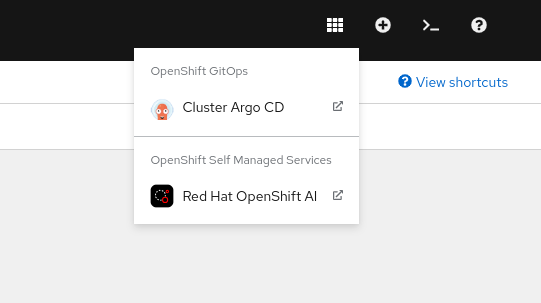 OpenShift GitOps
View shortcuts
Cluster Argo CD
OpenShift Self Managed Services
Red Hat OpenShift AI